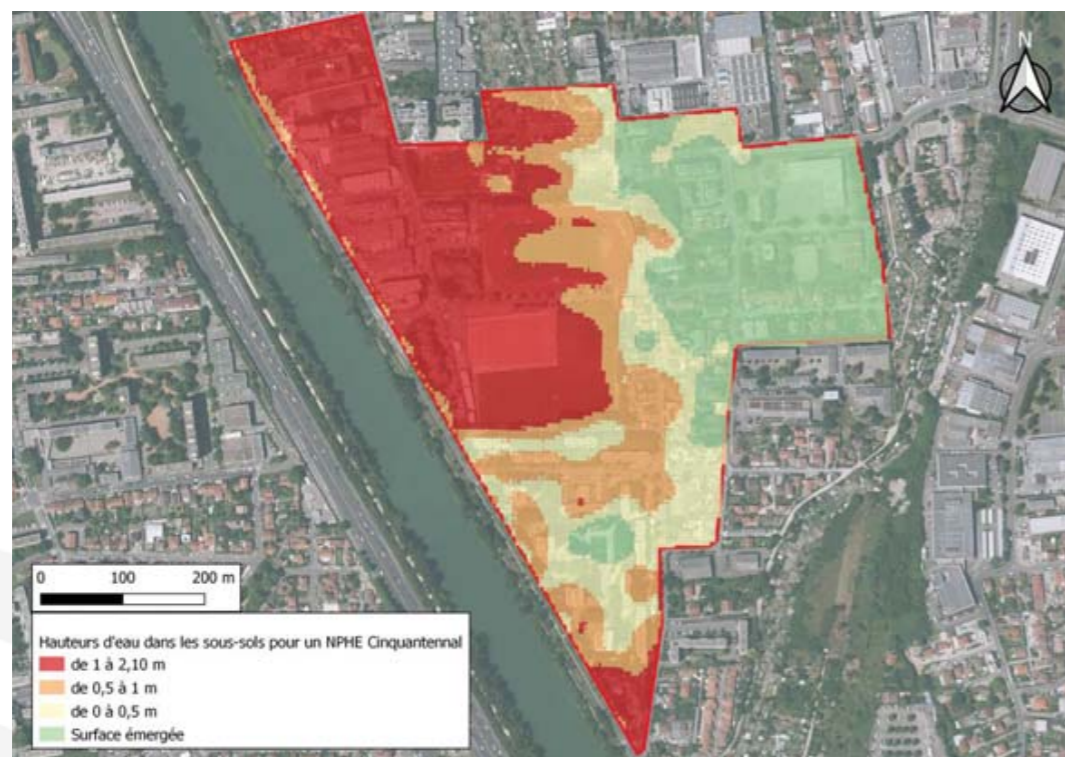 N
0 100 200 m
Hauteurs d'eau dans les sous-sols pour un NPHE Cinquantennal
de 1 à 2,10 m
de 0,5 à 1 m
de 0 à 0,5 m
Surface émergée